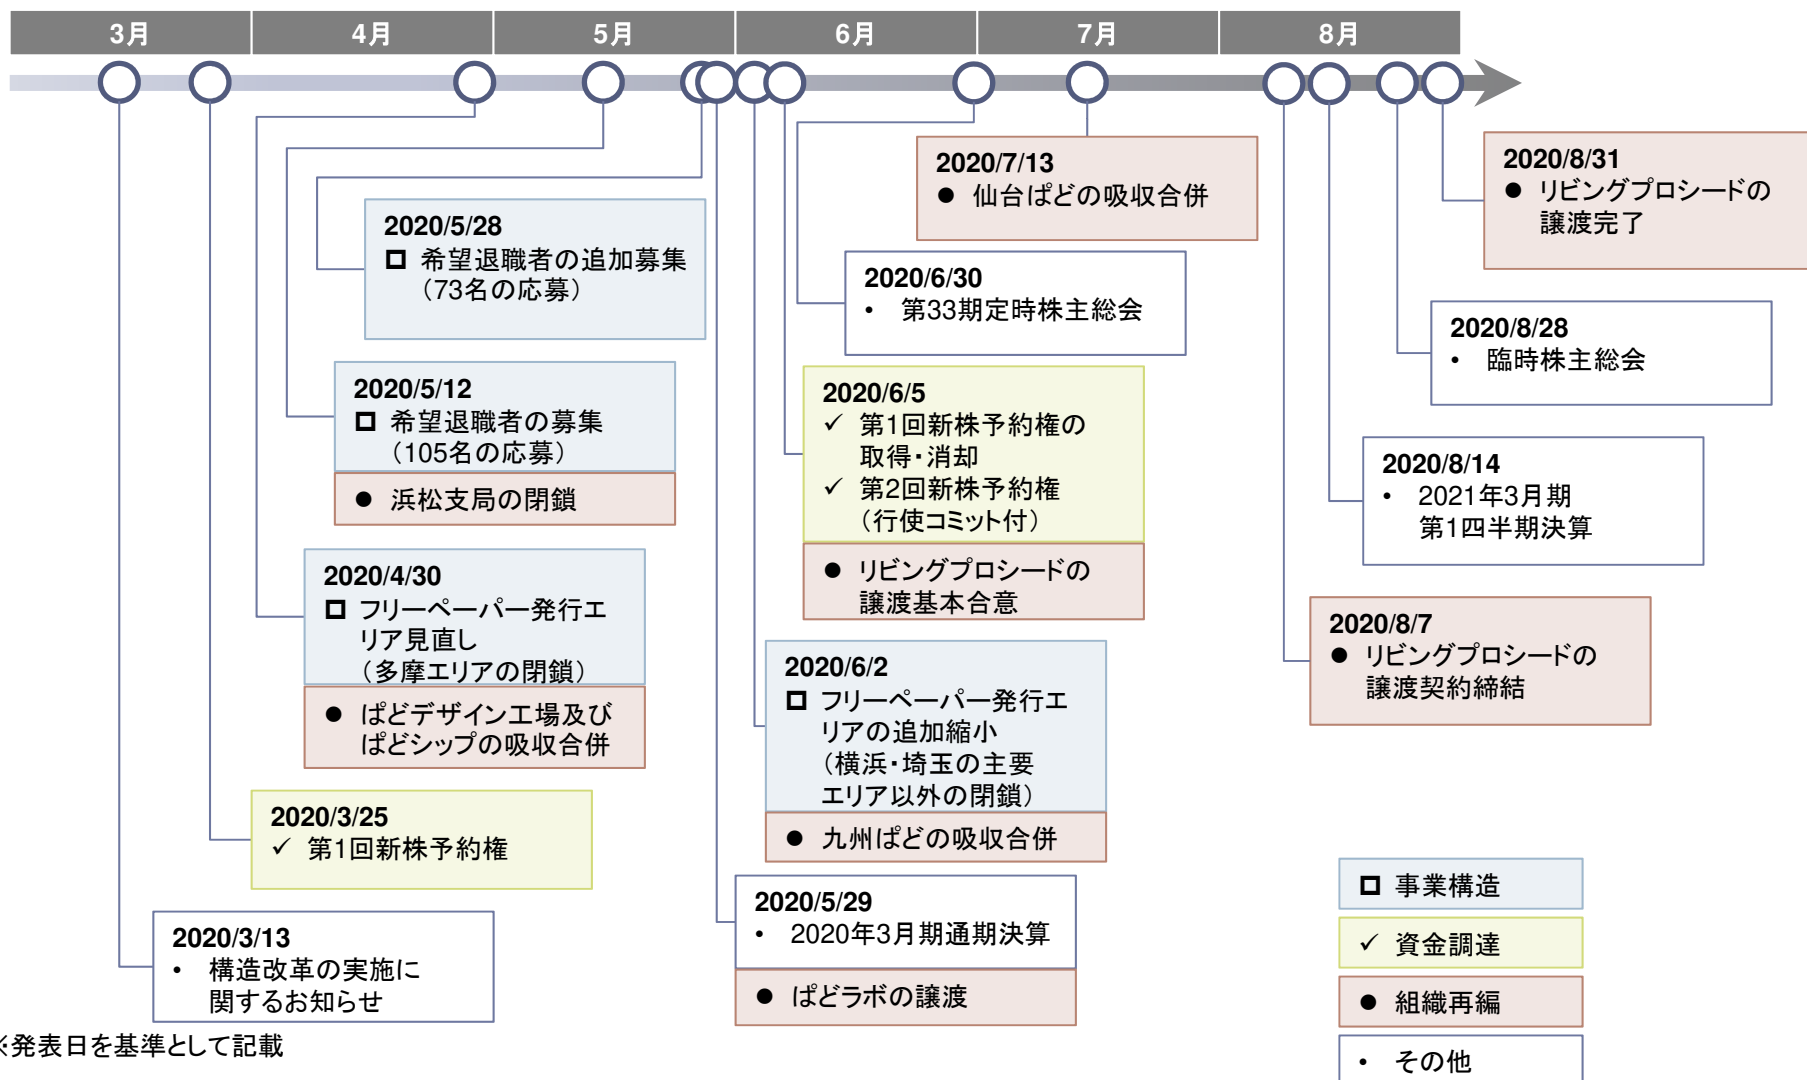 3月
4月
5月
6月
7月
8月
2020/7/13
● 仙台ぱどの吸収合併
2020/8/31
● リビングプロシードの
譲渡完了
2020/5/28
希望退職者の追加募集
（73名の応募）
2020/6/30
• 第33期定時株主総会
2020/8/28
• 臨時株主総会
2020/5/12
希望退職者の募集
（105名の応募）
● 浜松支局の閉鎖
2020/6/5
✓ 第1回新株予約権の
取得・消却
✓ 第2回新株予約権
（行使コミット付）
● リビングプロシードの
譲渡基本合意
2020/8/14
• 2021年3月期
第1四半期決算
2020/4/30
フリーペーパー発行エ
リア見直し
（多摩エリアの閉鎖）
● ぱどデザイン工場及び
ぱどシップの吸収合併
2020/8/7
● リビングプロシードの
譲渡契約締結
2020/6/2
フリーペーパー発行エ
リアの追加縮小
（横浜・埼玉の主要
エリア以外の閉鎖）
● 九州ぱどの吸収合併
2020/3/25
✓ 第1回新株予約権
2020/5/29
• 2020年3月期通期決算
● ぱどラボの譲渡
2020/3/13
• 構造改革の実施に
関するお知らせ
事業構造
✓ 資金調達
● 組織再編
• その他
※発表日を基準として記載